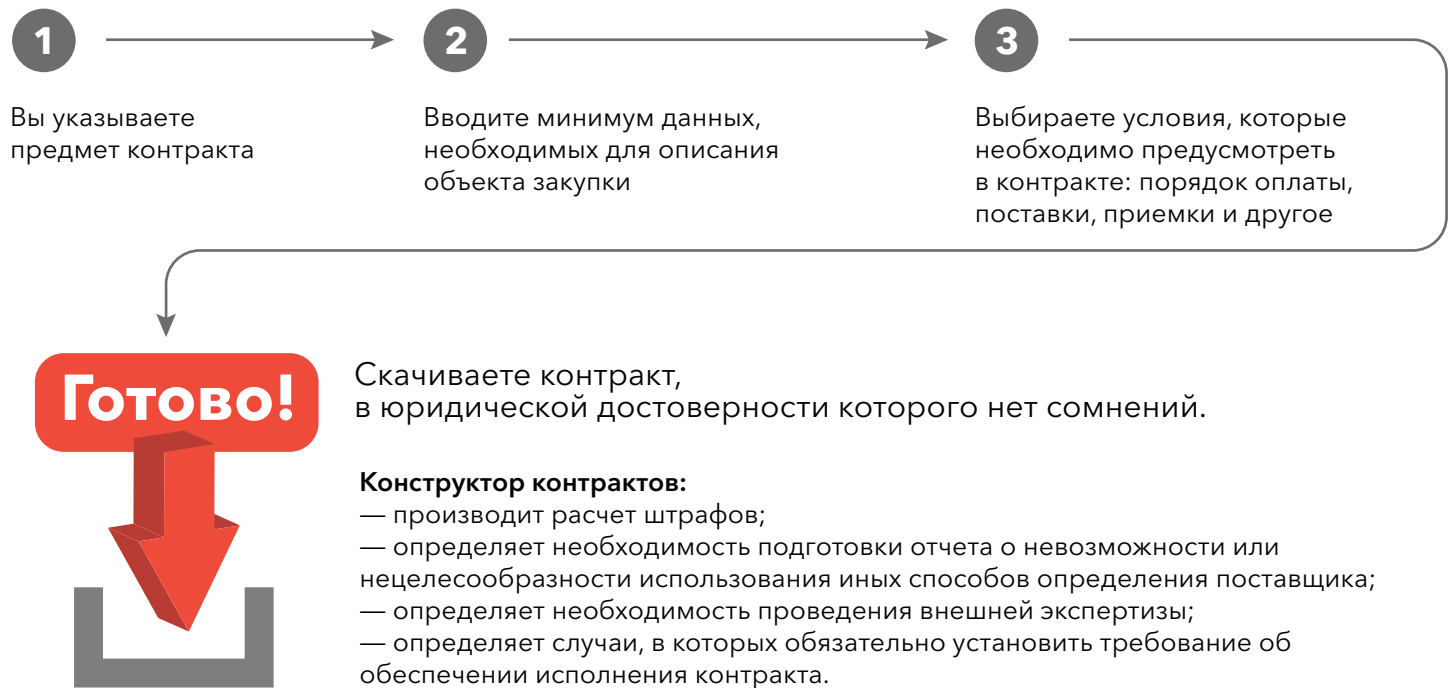 1
Вы указываете
предмет контракта
2
Вводите минимум данных,
необходимых для описания
объекта закупки
3
Выбираете условия, которые
необходимо предусмотреть
в контракте: порядок оплаты,
поставки, приемки и другое
Готово!
Скачиваете контракт,
в юридической достоверности которого нет сомнений.
Конструктор контрактов:
— производит расчет штрафов;
— определяет необходимость подготовки отчета о невозможности или
нецелесообразности использования иных способов определения поставщика;
— определяет необходимость проведения внешней экспертизы;
— определяет случаи, в которых обязательно установить требование об
обеспечении исполнения контракта.